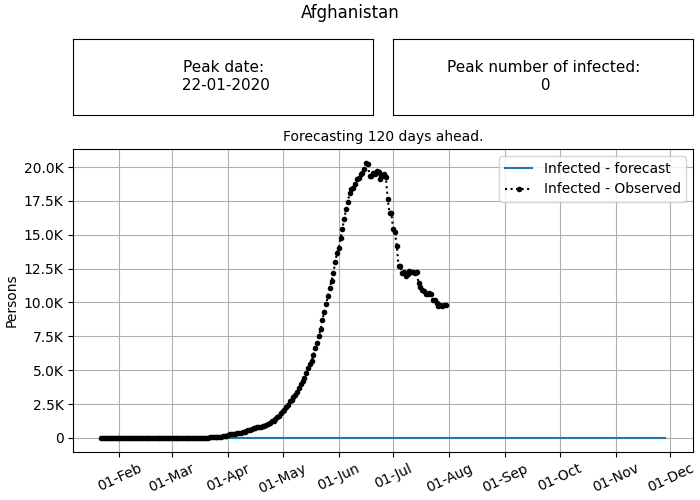 Afghanistan
Peak date:
22-01-2020
Peak number of infected:
0
Forecasting 120 days ahead.
Infected - forecast
Infected - Observed
Persons
20.0K
17.5K
15.0K
12.5K
10.0K
7.5K
5.0K
2.5K
0
01-Feb
01-Mar
01-Apr
01-May
01-Jun
01-Jul
01-Aug
01-Sep
01-Oct
01-Nov
01-Dec